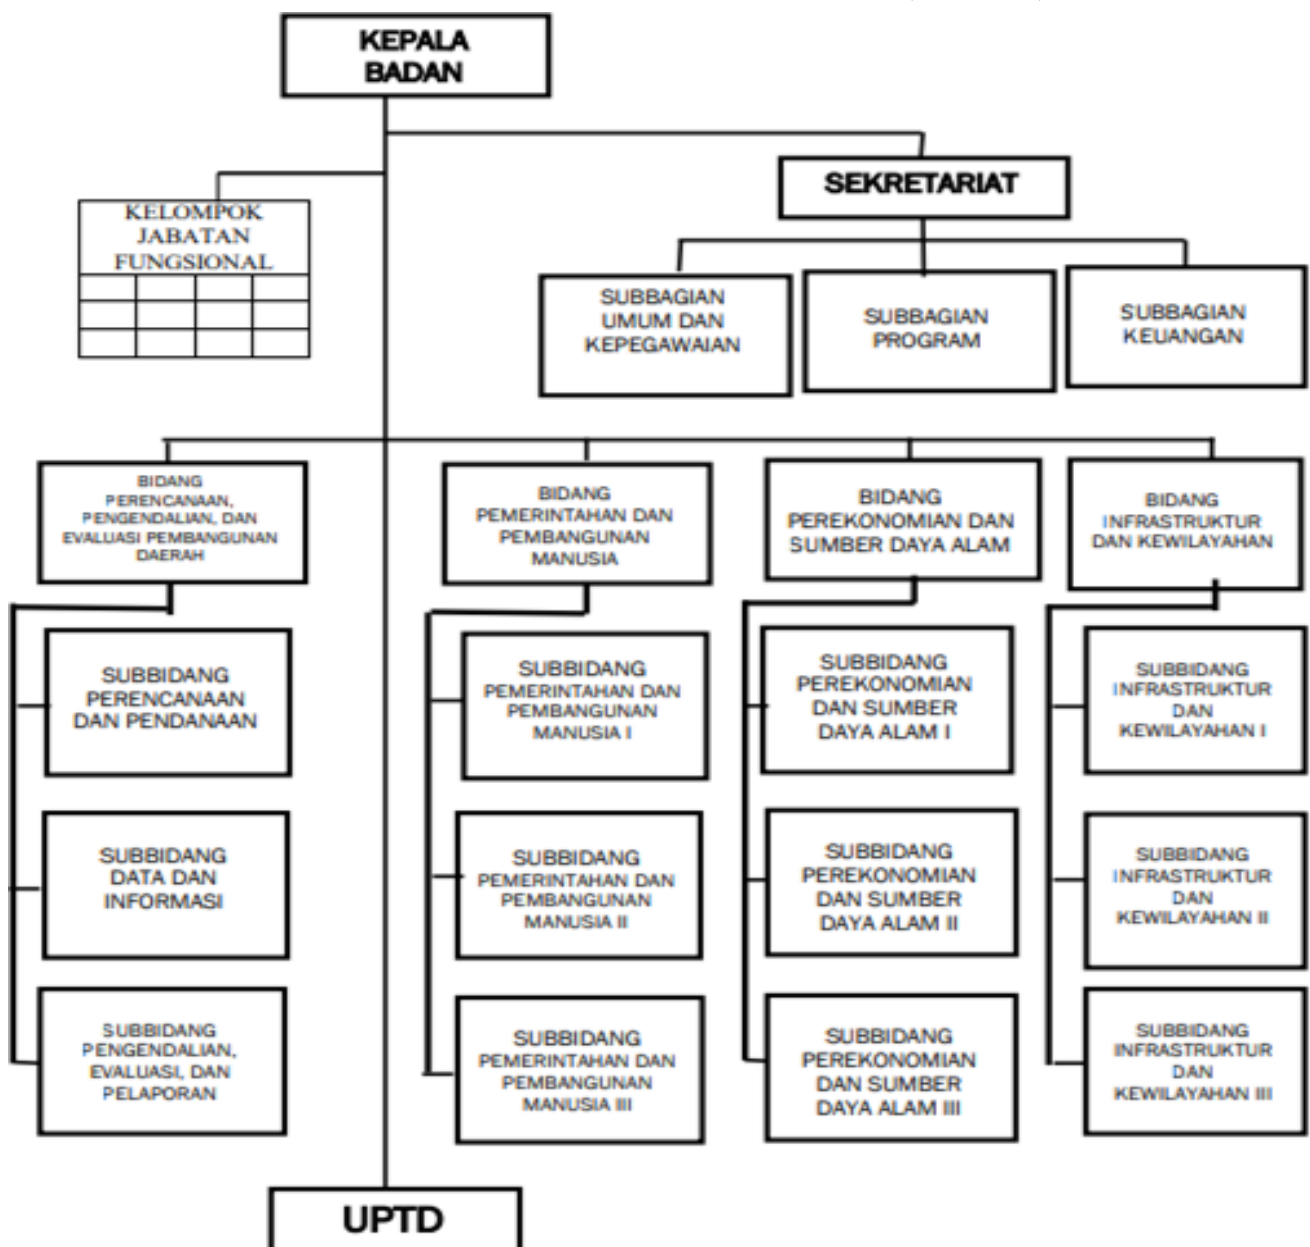 KEPALA
BADAN
SEKRETARIAT
KELOMPOK
JABATAN
FUNGSIONAL
SUBBAGIAN
UMUM DAN
KEPEGAWAIAN
SUBBAGIAN
PROGRAM
SUBBAGIAN
KEUANGAN
BIDANG
PERENCANAAN,
PENGENDALIAN, DAN
EVALUASI PEMBANGUNAN
DAERAH
BIDANG
PEMERINTAHAN DAN
PEMBANGUNAN
MANUSIA
BIDANG
PEREKONOMIAN DAN
SUMBER DAYA ALAM
BIDANG
INFRASTRUKTUR
DAN KEWILAYAHAN
SUBBIDANG
PERENCANAAN
DAN PENDANAAN
SUBBIDANG
PEMERINTAHAN DAN
PEMBANGUNAN
MANUSIA I
SUBBIDANG
PEREKONOMIAN
DAN SUMBER
DAYA ALAM I
SUBBIDANG
INFRASTRUKTUR
DAN
KEWILAYAHAN I
SUBBIDANG
DATA DAN
INFORMASI
SUBBIDANG
PEMERINTAHAN DAN
PEMBANGUNAN
MANUSIA II
SUBBIDANG
PEREKONOMIAN
DAN SUMBER
DAYA ALAM II
SUBBIDANG
INFRASTRUKTUR
DAN
KEWILAYAHAN II
SUBBIDANG
PENGENDALIAN,
EVALUASI, DAN
PELAPORAN
SUBBIDANG
PEMERINTAHAN DAN
PEMBANGUNAN
MANUSIA III
SUBBIDANG
PEREKONOMIAN
DAN SUMBER
DAYA ALAM III
SUBBIDANG
INFRASTRUKTUR
DAN
KEWILAYAHAN III
UPTD